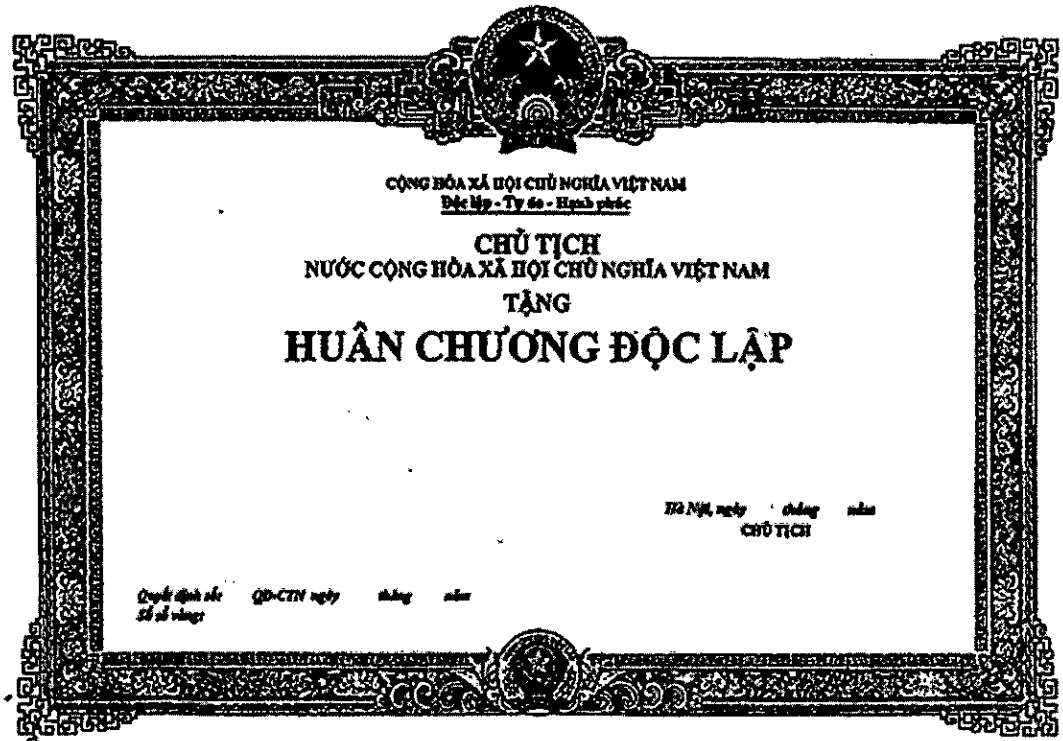 CỘNG HÒA XÃ HỘI CHỦ NGHĨA VIỆT NAM
Độc lập - Tự do - Hạnh phúc
CHỦ TỊCH
NƯỚC CỘNG HÒA XÃ HỘI CHỦ NGHĨA VIỆT NAM
TẶNG
HUÂN CHƯƠNG ĐỘC LẬP
Hà Nội, ngày tháng năm
CHỦ TỊCH
Quyết định số: QĐ-CTN ngày tháng năm
Số sổ vàng: